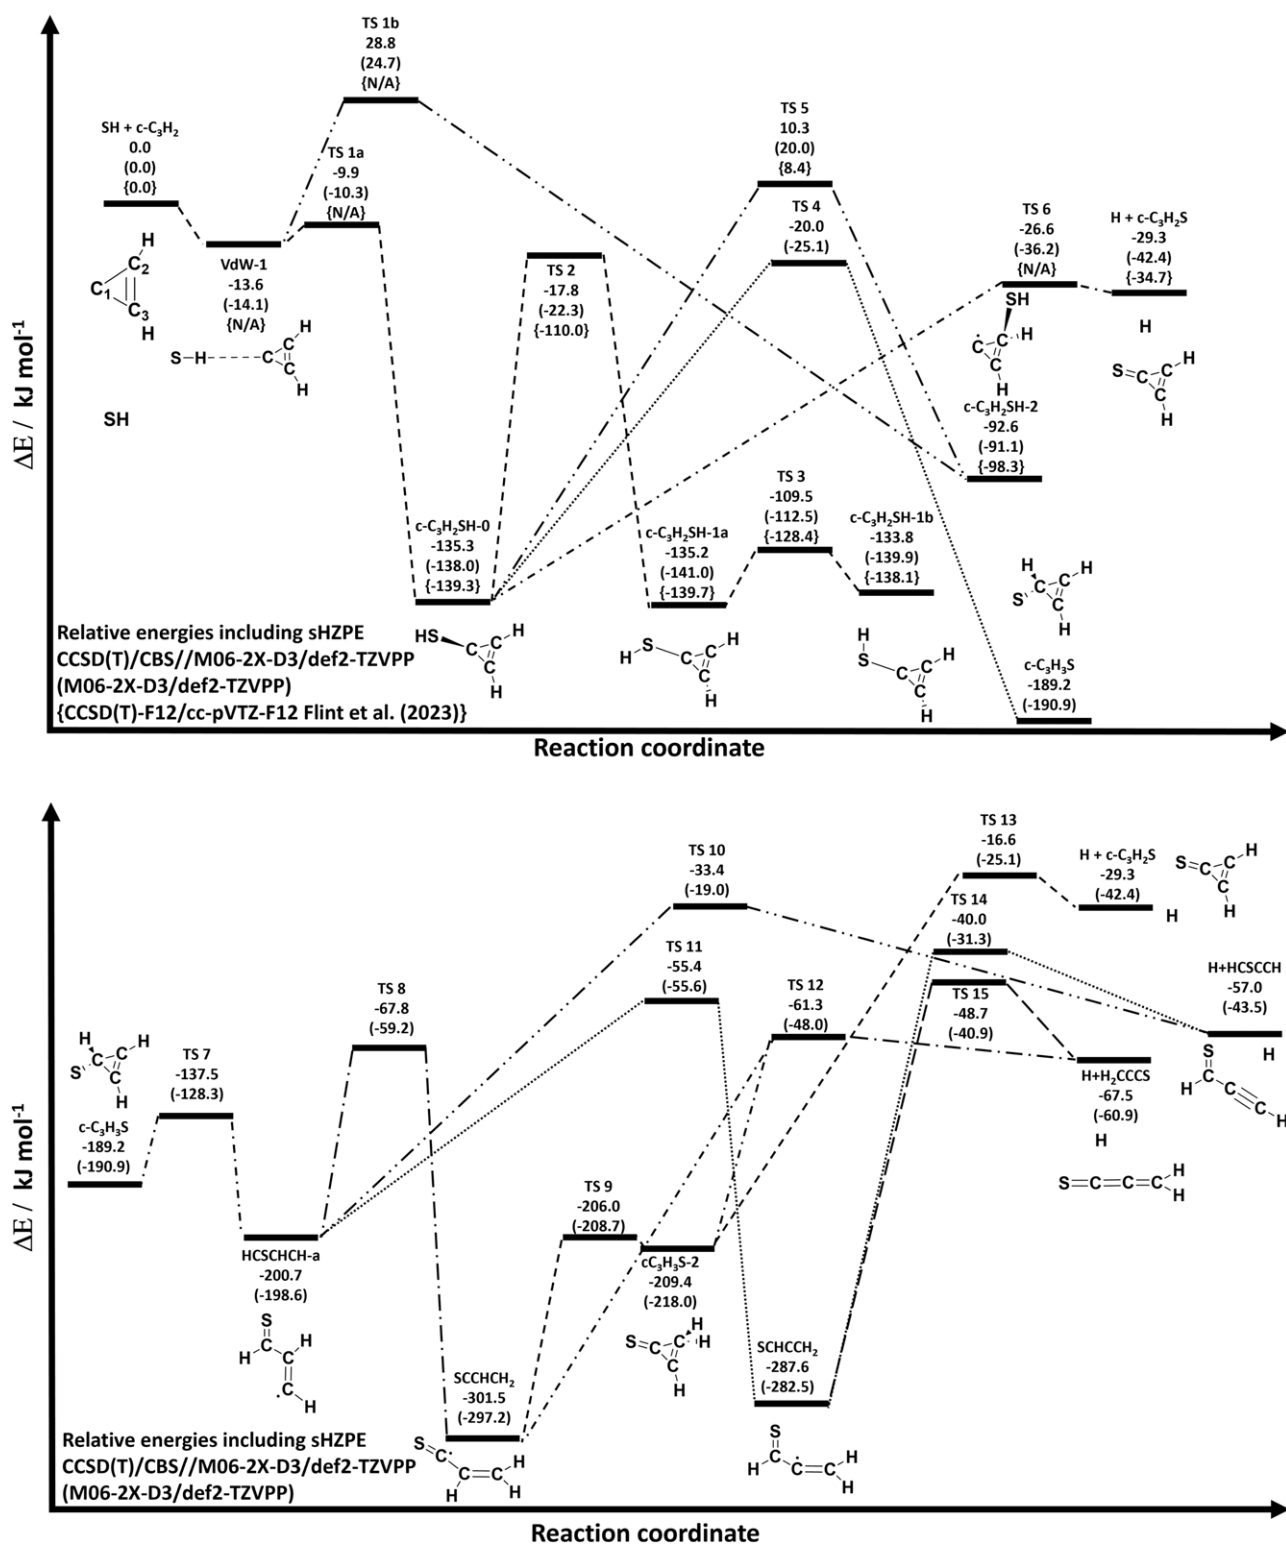 TS 1b
28.8
(24.7)
{N/A}
SH + c-C₃H₂
0.0
(0.0)
{0.0}
TS 1a
-9.9
(-10.3)
{N/A}
TS 5
10.3
(20.0)
{8.4}
TS 4
-20.0
(-25.1)
TS 6
-26.6
(-36.2)
{N/A}
H + c-C₃H₂S
-29.3
(-42.4)
{-34.7}
H
C₂
C₁
C₃
H
SH
VdW-1
-13.6
(-14.1)
{N/A}
S-H
C
C
C
H
H
TS 2
-17.8
(-22.3)
{-110.0}
SH
C
C
H
C
H
H
S=C
C
C
H
H
c-C₃H₂SH-2
-92.6
(-91.1)
{-98.3}
c-C₃H₂SH-0
-135.3
(-138.0)
{-139.3}
c-C₃H₂SH-1a
-135.2
(-141.0)
{-139.7}
TS 3
-109.5
(-112.5)
{-128.4}
c-C₃H₂SH-1b
-133.8
(-139.9)
{-138.1}
HS
C
C
C
H
H
H
S
C
C
C
H
H
H
S
C
C
C
H
H
H
S
C
C
C
H
H
c-C₃H₃S
-189.2
(-190.9)
Relative energies including sHZPE
CCSD(T)/CBS//M06-2X-D3/def2-TZVPP
(M06-2X-D3/def2-TZVPP)
{CCSD(T)-F12/cc-pVTZ-F12 Flint et al. (2023)}
ΔE / kJ mol⁻¹
Reaction coordinate
TS 13
-16.6
(-25.1)
H + c-C₃H₂S
-29.3
(-42.4)
S=C
C
C
H
H
H
TS 10
-33.4
(-19.0)
TS 14
-40.0
(-31.3)
TS 11
-55.4
(-55.6)
TS 12
-61.3
(-48.0)
TS 15
-48.7
(-40.9)
H+HCSCCH
-57.0
(-43.5)
H
S
C
H
C
C
H
TS 8
-67.8
(-59.2)
H+H₂CCCS
-67.5
(-60.9)
H
S=C=C=C
H
H
H
S
C
C
C
H
H
c-C₃H₃S
-189.2
(-190.9)
TS 7
-137.5
(-128.3)
HCSCHCH-a
-200.7
(-198.6)
S
C
H
C
H
C
H
TS 9
-206.0
(-208.7)
cC₃H₃S-2
-209.4
(-218.0)
S=C
C
C
H
H
H
SCCHCH₂
-301.5
(-297.2)
S
C
C
H
C
H
H
SCHCCH₂
-287.6
(-282.5)
S
C
H
C
C
H
H
Relative energies including sHZPE
CCSD(T)/CBS//M06-2X-D3/def2-TZVPP
(M06-2X-D3/def2-TZVPP)
ΔE / kJ mol⁻¹
Reaction coordinate